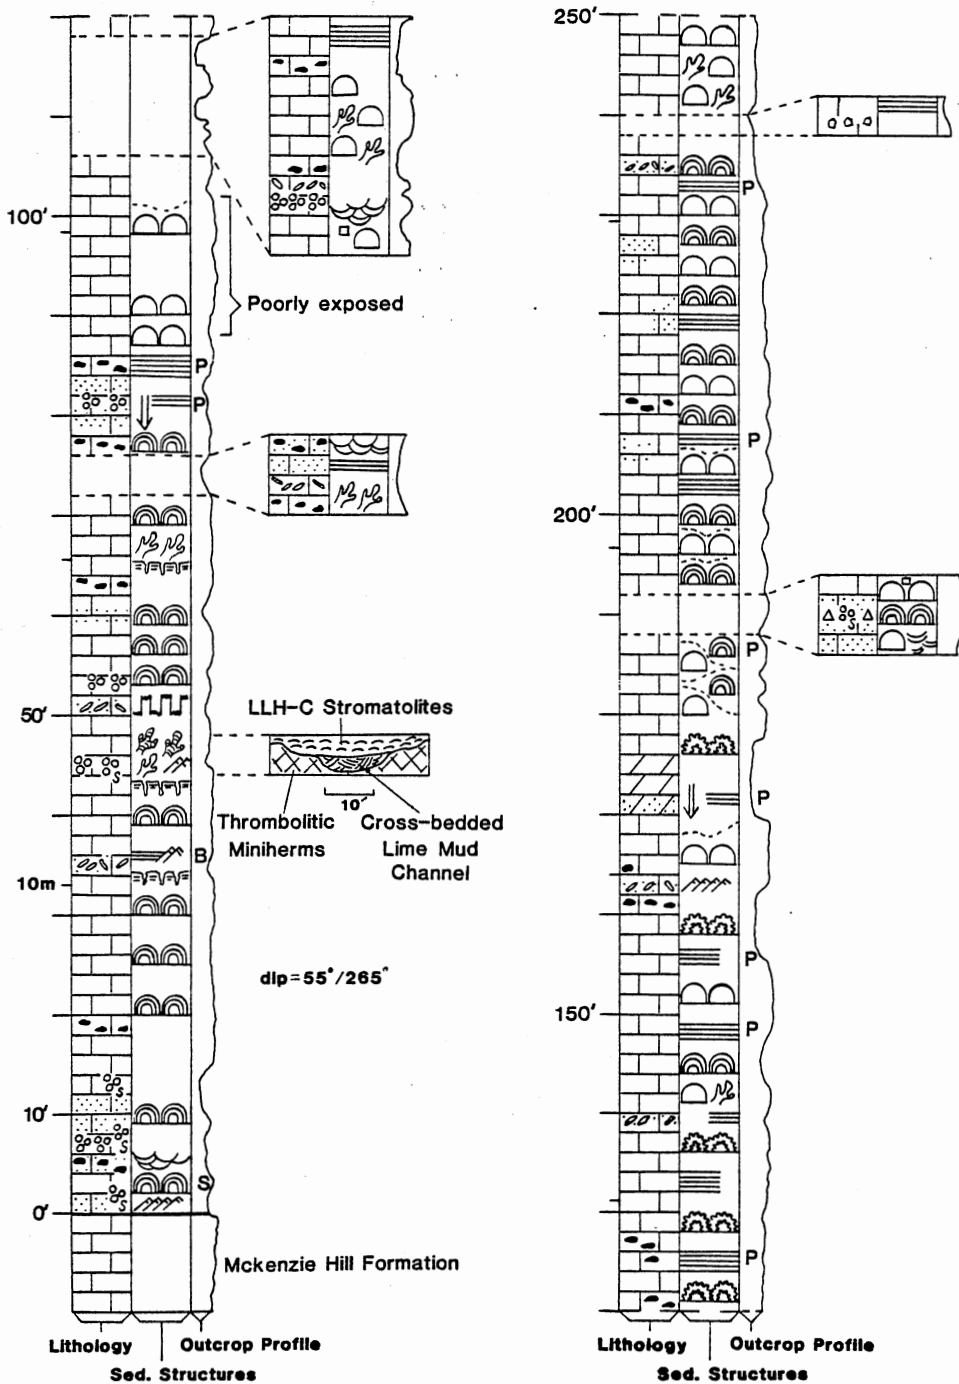 100'
Poorly exposed
P
P
50'
LLH-C Stromatolites
10'
Thrombolitic
Miniherms
Cross-bedded
Lime Mud
Channel
S
S
B
10m
dip=55°/265°
S
10'
S
S
S
0'
Mckenzie Hill Formation
Lithology
Outcrop Profile
Sed. Structures
250'
P
P
200'
S
P
P
P
150'
P
P
Lithology
Outcrop Profile
Sed. Structures